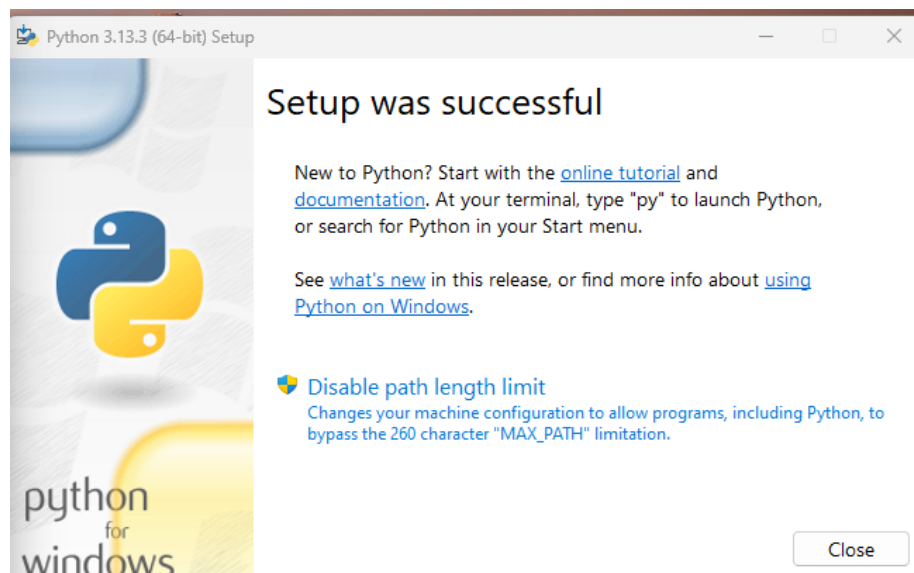 Python 3.13.3 (64-bit) Setup
Setup was successful
New to Python? Start with the online tutorial and
documentation. At your terminal, type "py" to launch Python,
or search for Python in your Start menu.
See what's new in this release, or find more info about using
Python on Windows.
Disable path length limit
Changes your machine configuration to allow programs, including Python, to
bypass the 260 character "MAX_PATH" limitation.
python
for
windows
Close